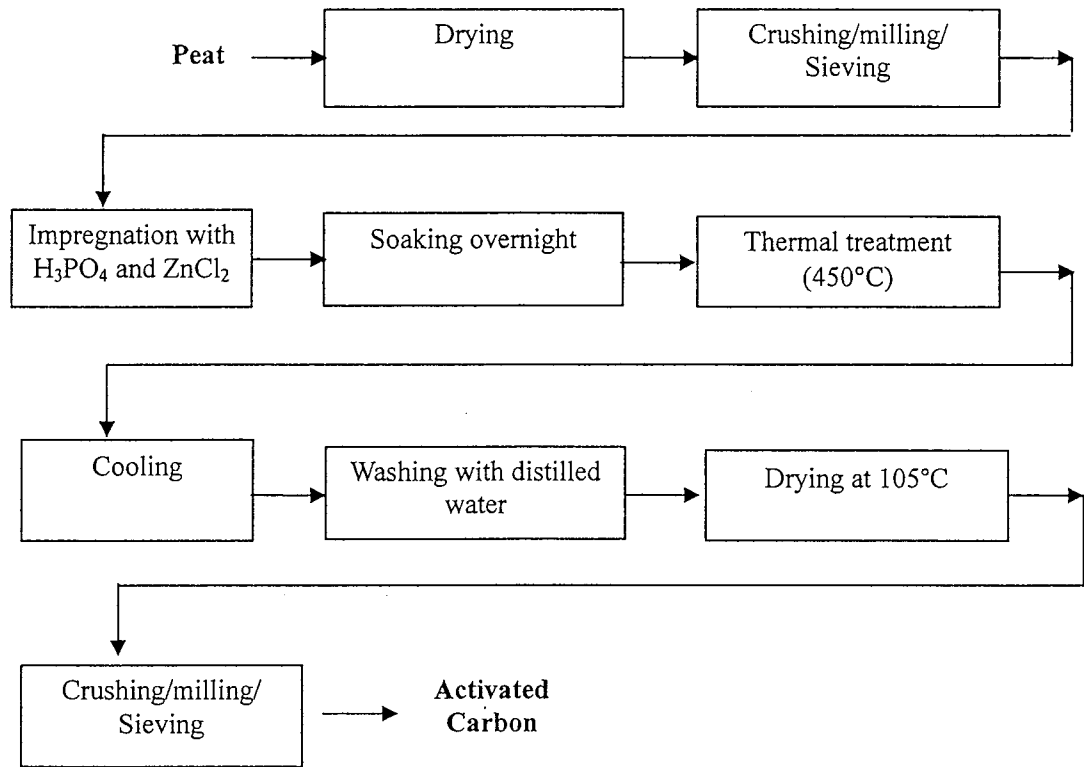 Peat
Drying
Crushing/milling/
Sieving
Impregnation with
H₃PO₄ and ZnCl₂
Soaking overnight
Thermal treatment
(450°C)
Cooling
Washing with distilled
water
Drying at 105°C
Crushing/milling/
Sieving
Activated
Carbon